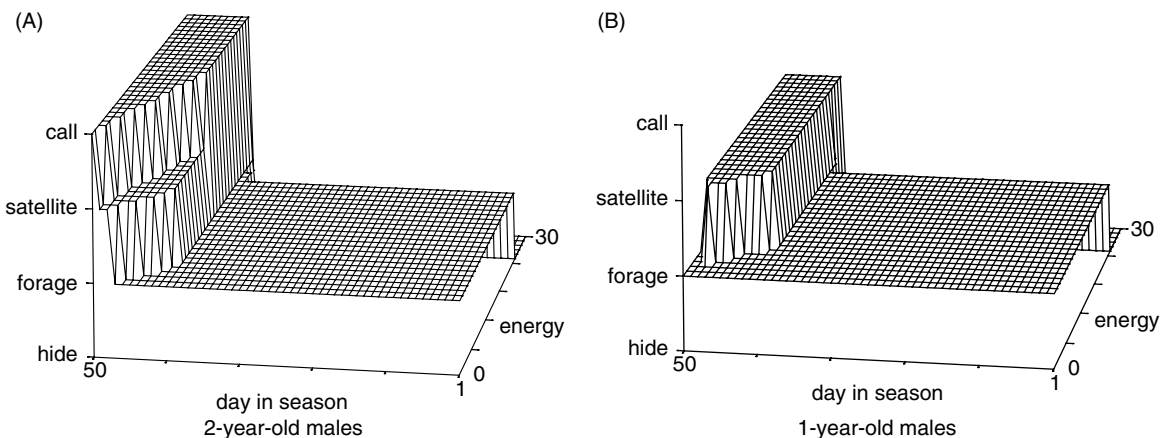 (A)
call
satellite
forage
hide
50
day in season
1
0
energy
30
2-year-old males
(B)
call
satellite
forage
hide
50
day in season
1
0
energy
30
1-year-old males